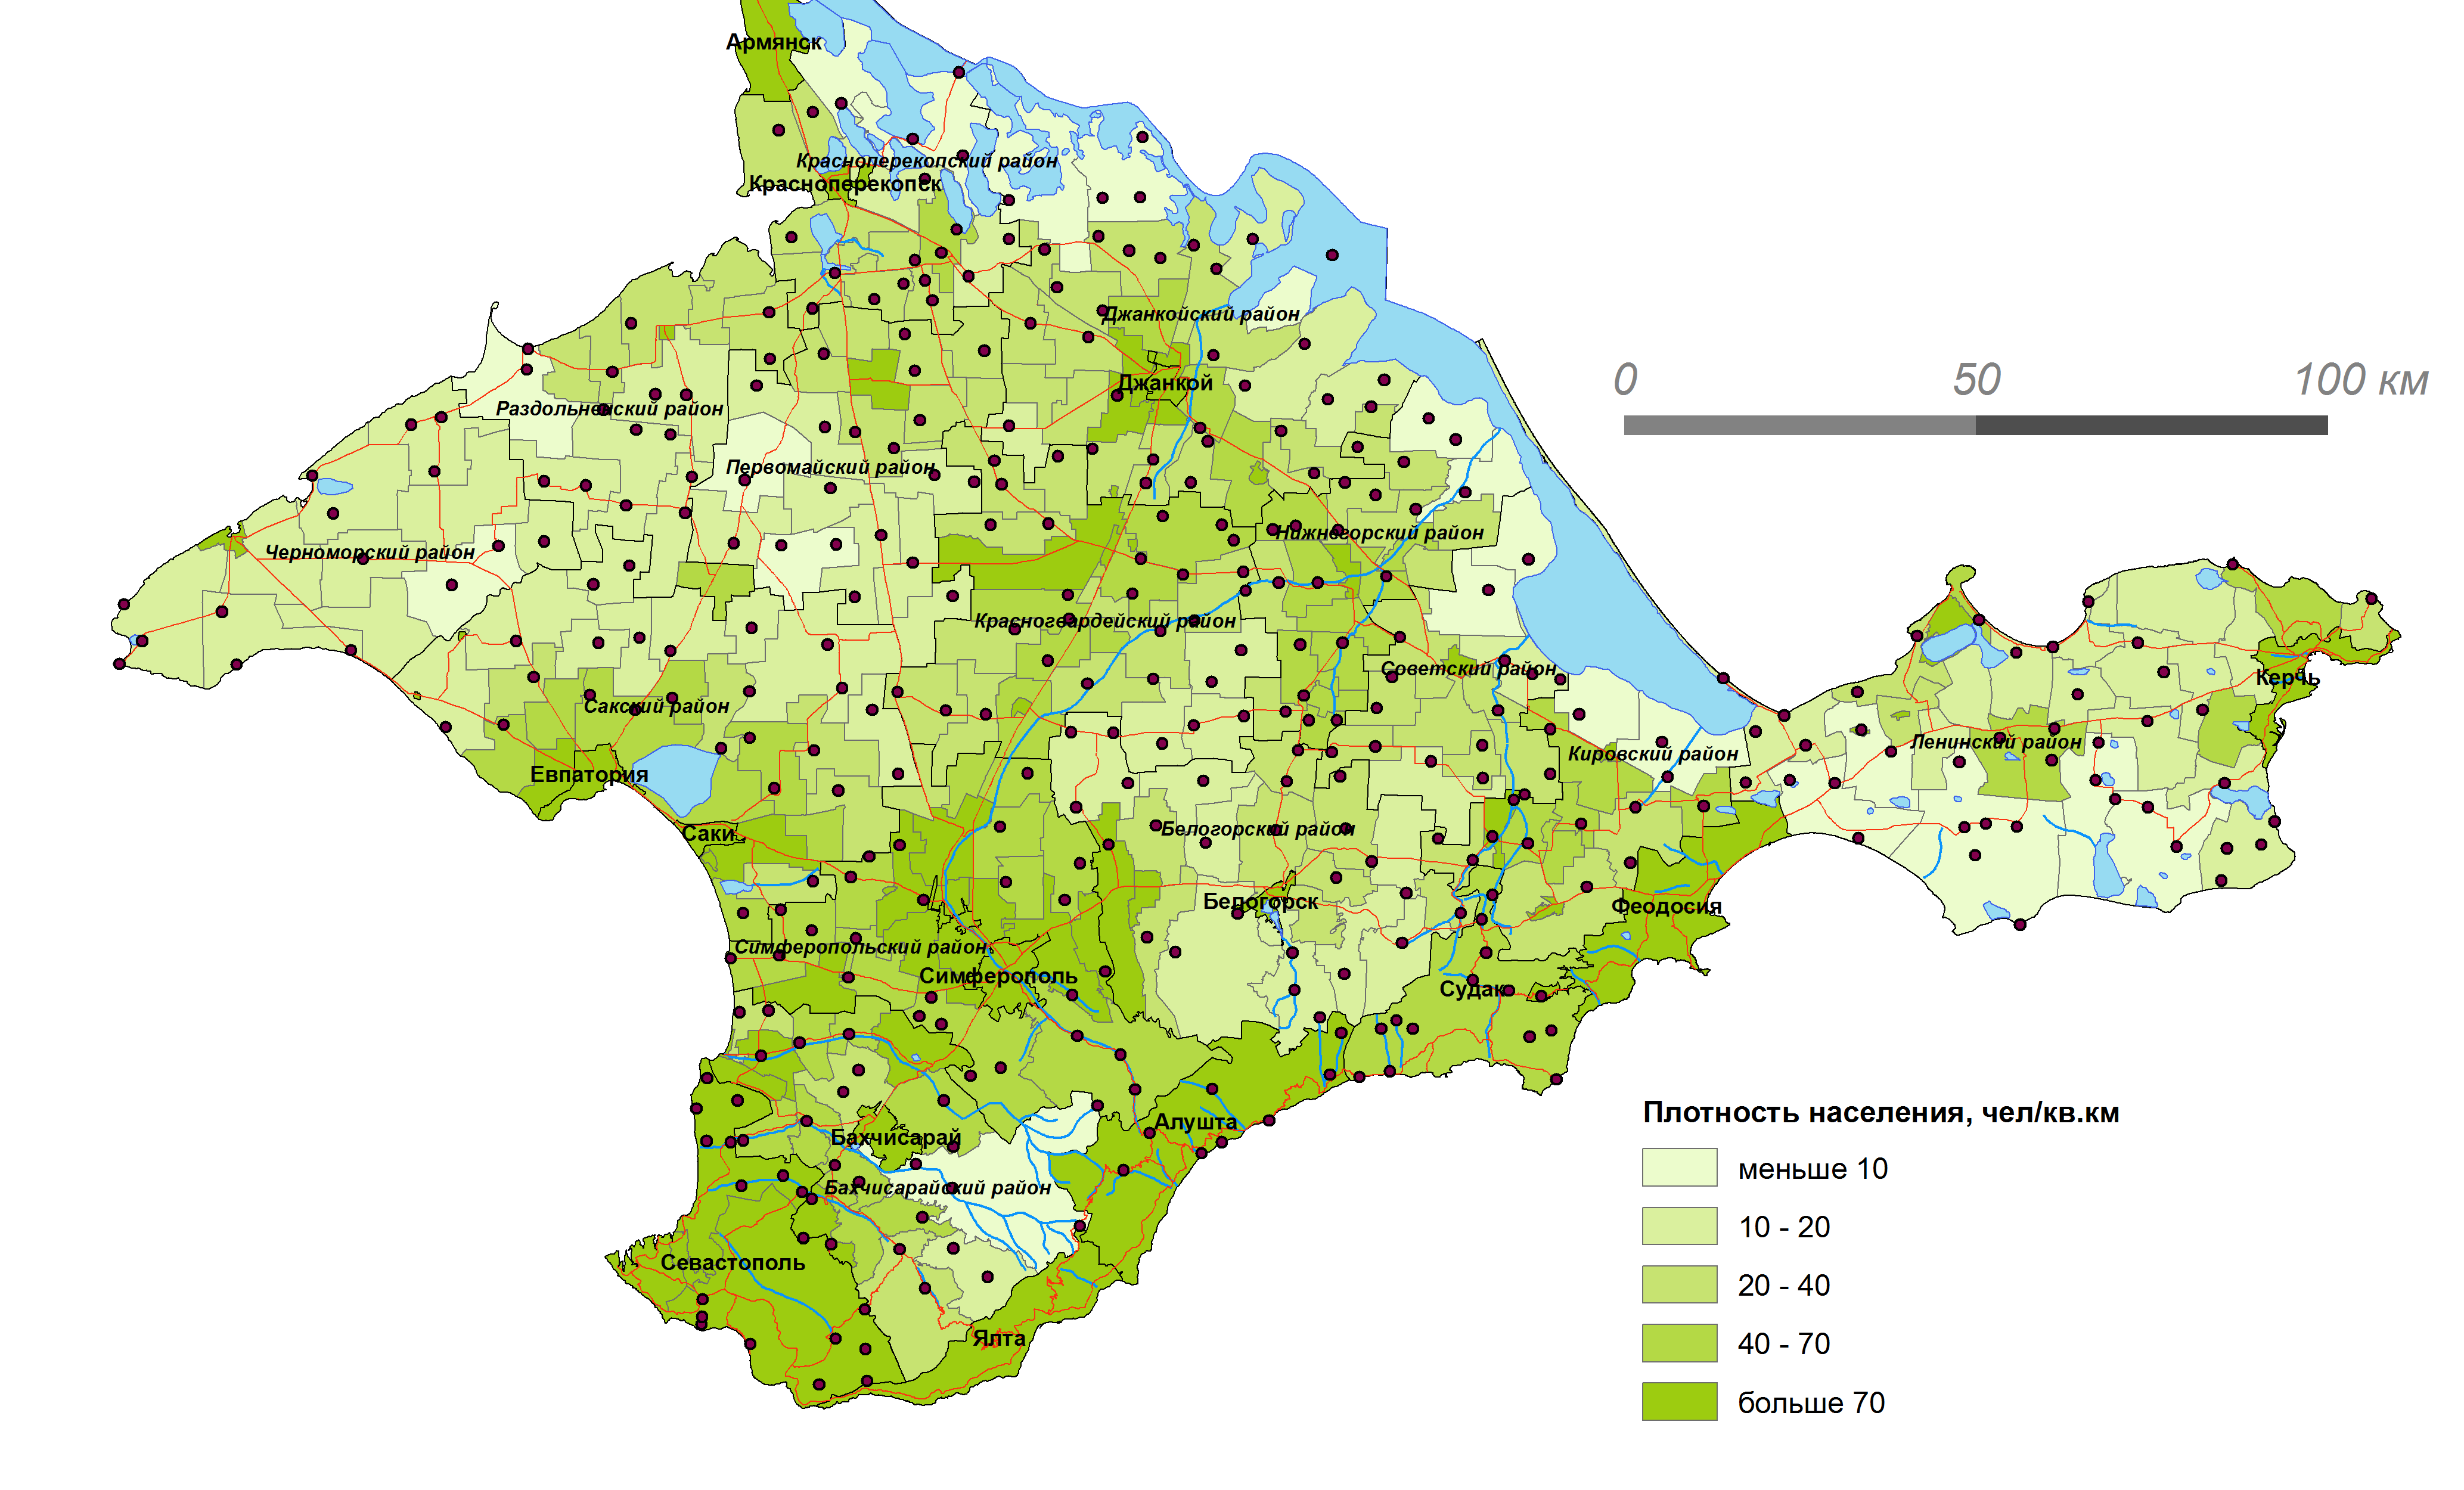 Армянск
Красноперекопский район
Красноперекопск
Джанкойский район
0 50 100 км
Джанкой
Раздольненский район
Первомайский район
Нижнегорский район
Черноморский район
Красногвардейский район
Советский район
Керчь
Сакский район
Ленинский район
Кировский район
Евпатория
Саки
Белогорский район
Белогорск
Феодосия
Симферопольский район
Симферополь
Судак
Алушта
Бахчисарай
Бахчисарайский район
Севастополь
Ялта
Плотность населения, чел/кв.км
меньше 10
10 - 20
20 - 40
40 - 70
больше 70